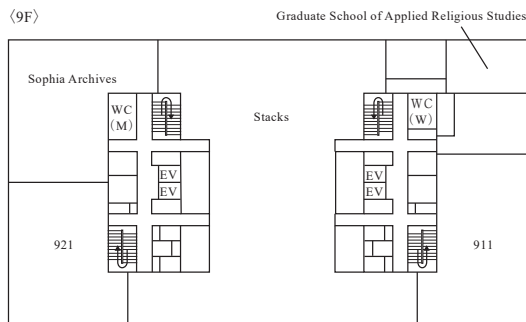 〈9F〉
Graduate School of Applied Religious Studies
Sophia Archives
WC
(M)
Stacks
WC
(W)
EV
EV
EV
EV
921
911